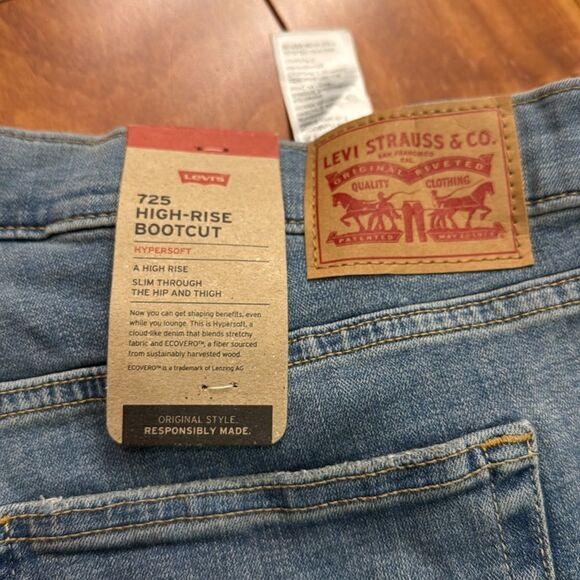 Levi's
725
HIGH-RISE
BOOTCUT
HYPERSOFT
A HIGH RISE
SLIM THROUGH
THE HIP AND THIGH
Now you can get shaping benefits, even
while you lounge. This is Hypersoft, a
cloud-like denim that blends stretchy
fabric and ECOVERO™, a fiber sourced
from sustainably harvested wood.
ECOVERO™ is a trademark of Lenzing AG
ORIGINAL STYLE.
RESPONSIBLY MADE.
LEVI STRAUSS & CO.
SAN FRANCISCO
CAL.
ORIGINAL RIVETED
QUALITY CLOTHING
PATENTED